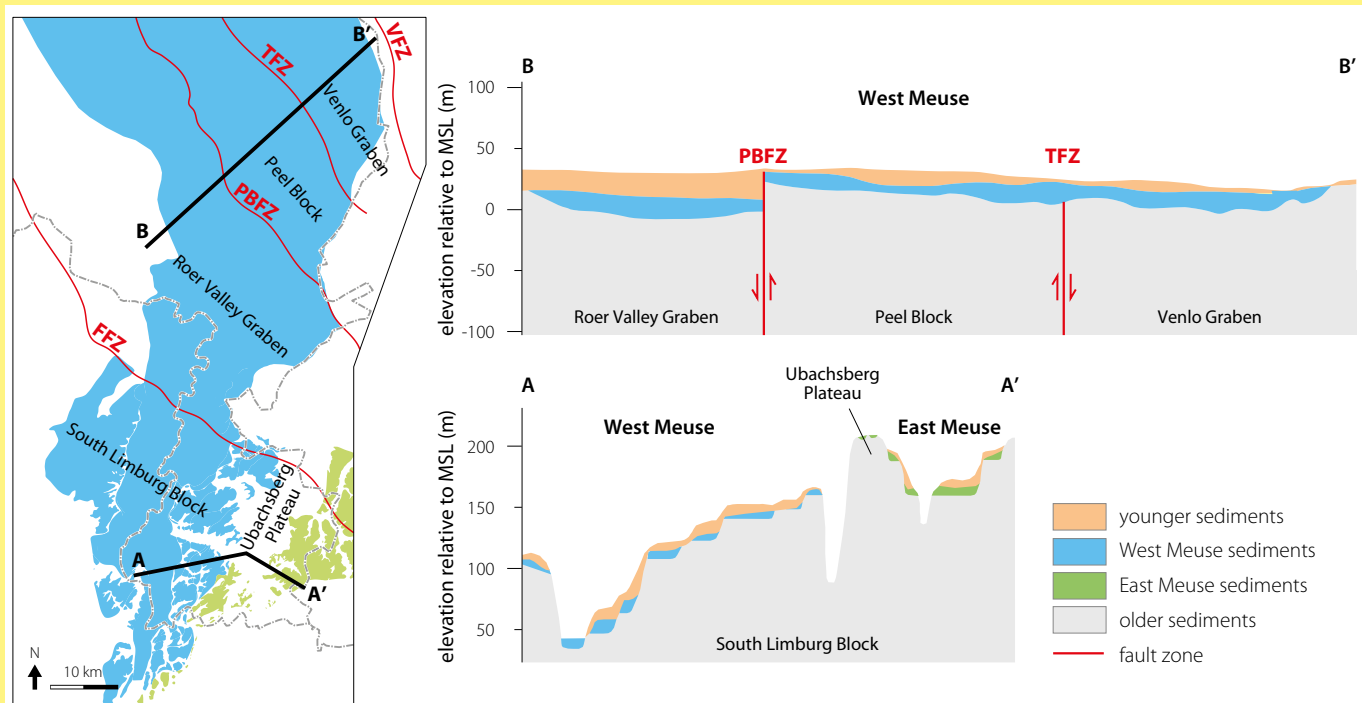 B'
VFZ
TFZ
Venlo Graben
Peel Block
PBFZ
B
Roer Valley Graben
FFZ
South Limburg Block
Ubachsberg
Plateau
A
A'
N
10 km
B
B'
elevation relative to MSL (m)
100
50
0
-50
-100
West Meuse
PBFZ
TFZ
Roer Valley Graben
Peel Block
Venlo Graben
A
A'
elevation relative to MSL (m)
200
150
100
50
West Meuse
Ubachsberg
Plateau
East Meuse
South Limburg Block
younger sediments
West Meuse sediments
East Meuse sediments
older sediments
fault zone